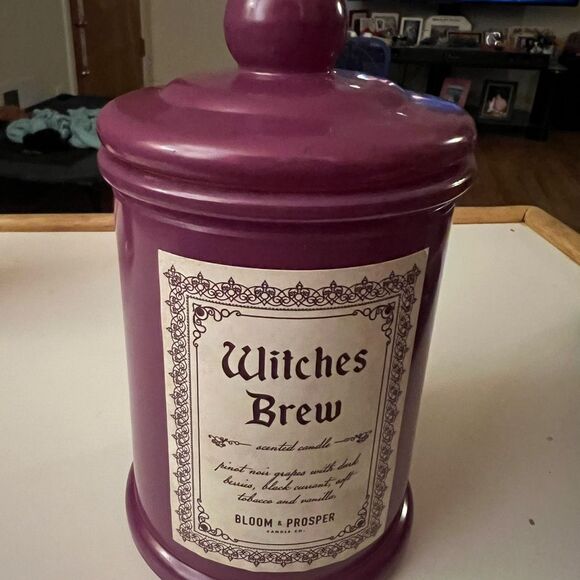 Witches
Brew
scented candle
pinot noir grapes with dark
berries, black currant, soft
tobacco and vanilla.
BLOOM & PROSPER
CANDLE CO.